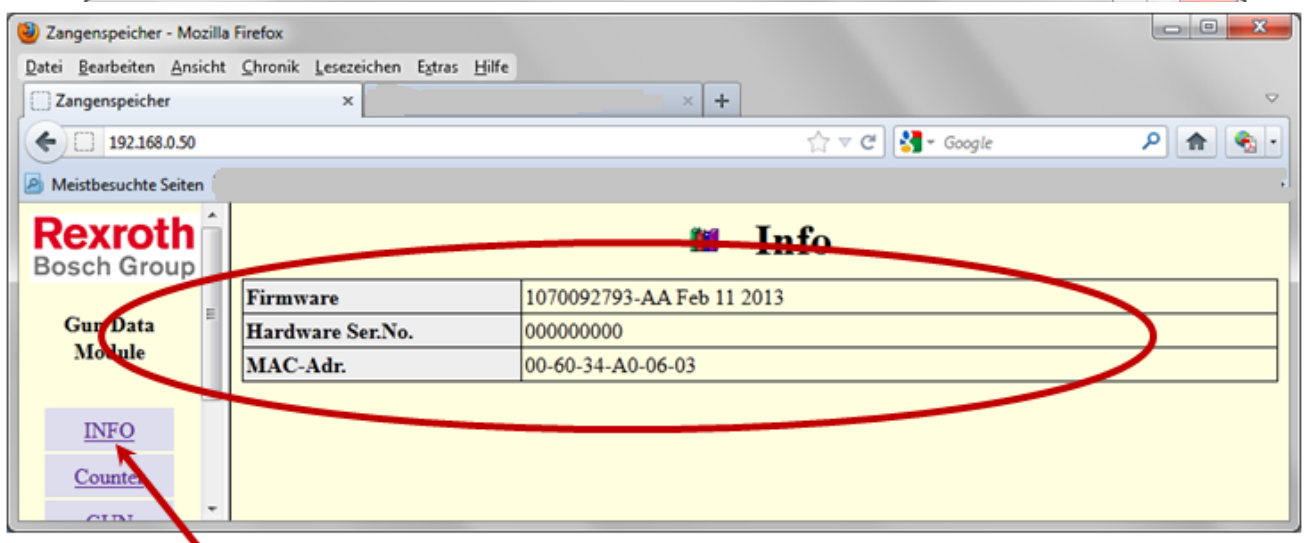 Zangenspeicher - Mozilla Firefox
Datei Bearbeiten Ansicht Chronik Lesezeichen Extras Hilfe
Zangenspeicher
192.168.0.50
Google
Meistbesuchte Seiten
Rexroth
Bosch Group
Gun Data
Module
INFO
Counter
GUN
Info
Firmware 1070092793-AA Feb 11 2013
Hardware Ser.No. 000000000
MAC-Adr. 00-60-34-A0-06-03